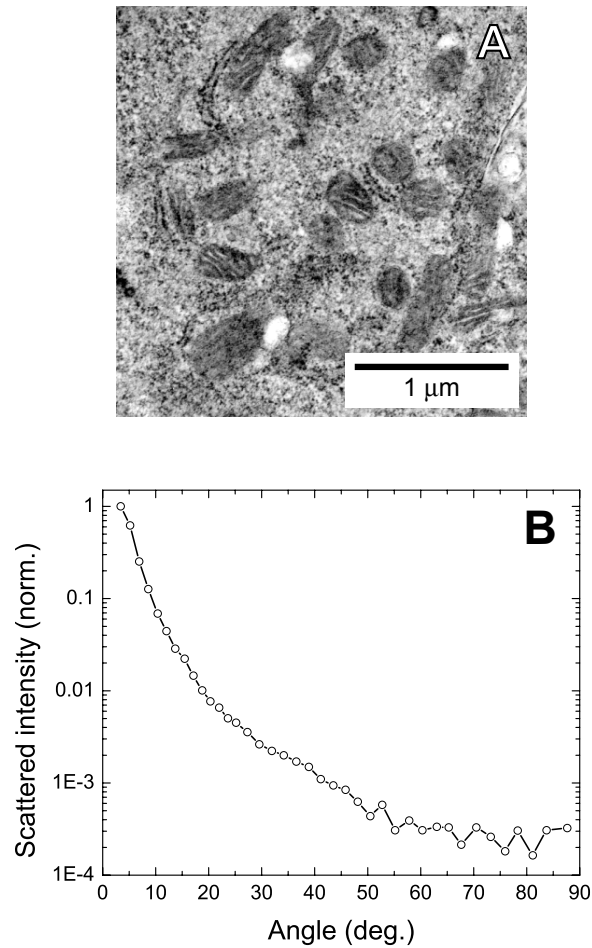 A
1 μm
B
Scattered intensity (norm.)
1
0.1
0.01
1E-3
1E-4
0 10 20 30 40 50 60 70 80 90
Angle (deg.)